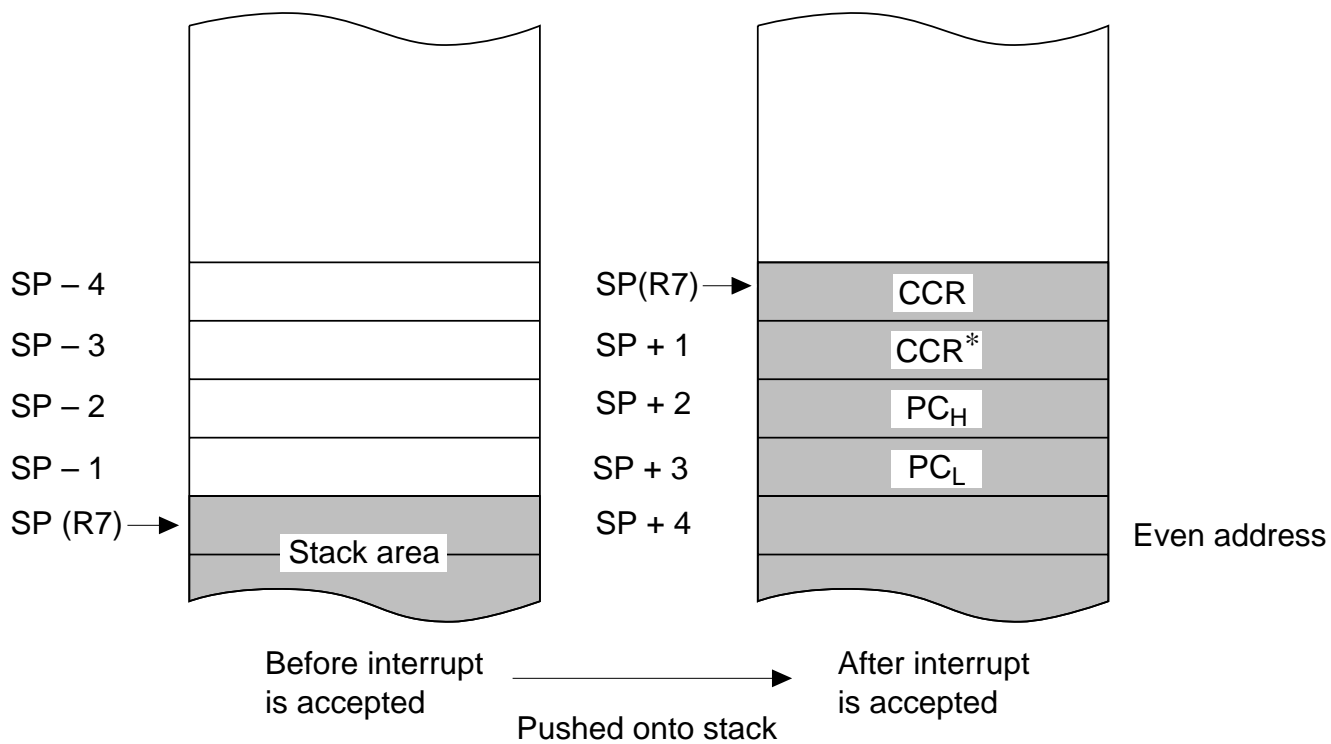 SP – 4
SP – 3
SP – 2
SP – 1
SP (R7)
Stack area
SP(R7)
SP + 1
SP + 2
SP + 3
SP + 4
CCR
CCR*
PCH
PCL
Even address
Before interrupt
is accepted
Pushed onto stack
After interrupt
is accepted